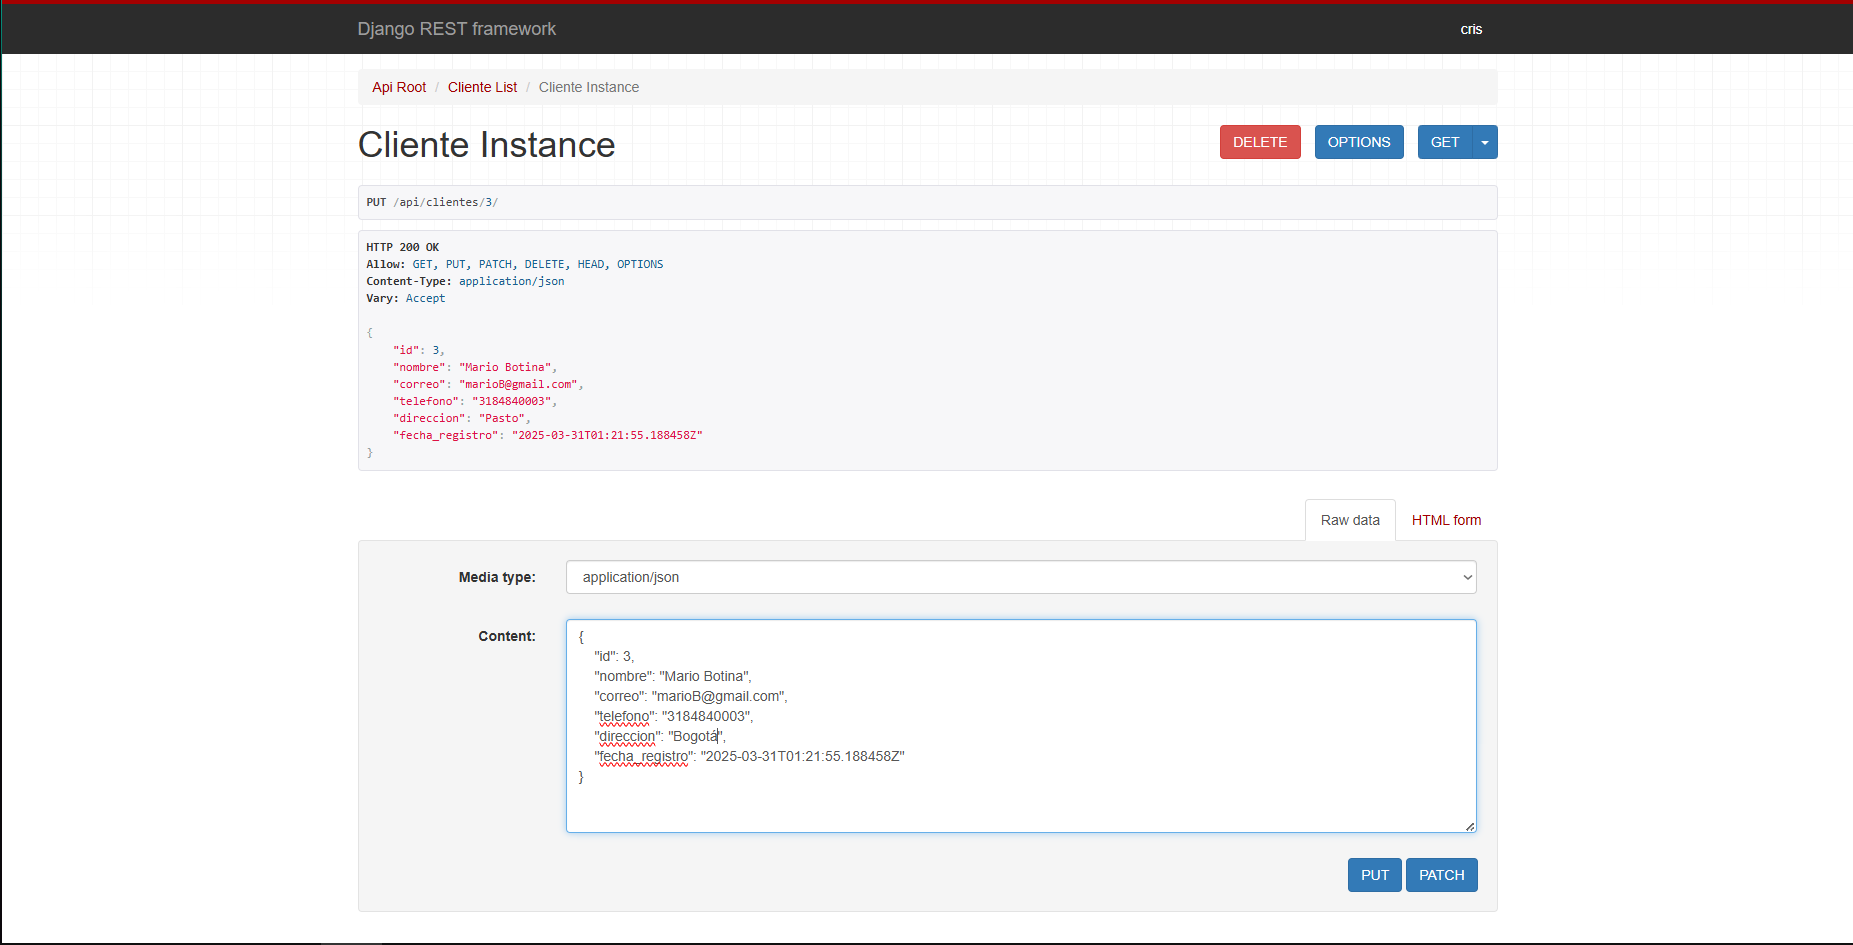 Django REST framework
cris
Api Root / Cliente List / Cliente Instance
Cliente Instance
DELETE
OPTIONS
GET
PUT /api/clientes/3/
HTTP 200 OK
Allow: GET, PUT, PATCH, DELETE, HEAD, OPTIONS
Content-Type: application/json
Vary: Accept
{
"id": 3,
"nombre": "Mario Botina",
"correo": "marioB@gmail.com",
"telefono": "3184840003",
"direccion": "Pasto",
"fecha_registro": "2025-03-31T01:21:55.188458Z"
}
Raw data
HTML form
Media type:
application/json
Content:
{
"id": 3,
"nombre": "Mario Botina",
"correo": "marioB@gmail.com",
"telefono": "3184840003",
"direccion": "Bogotá",
"fecha_registro": "2025-03-31T01:21:55.188458Z"
}
PUT
PATCH